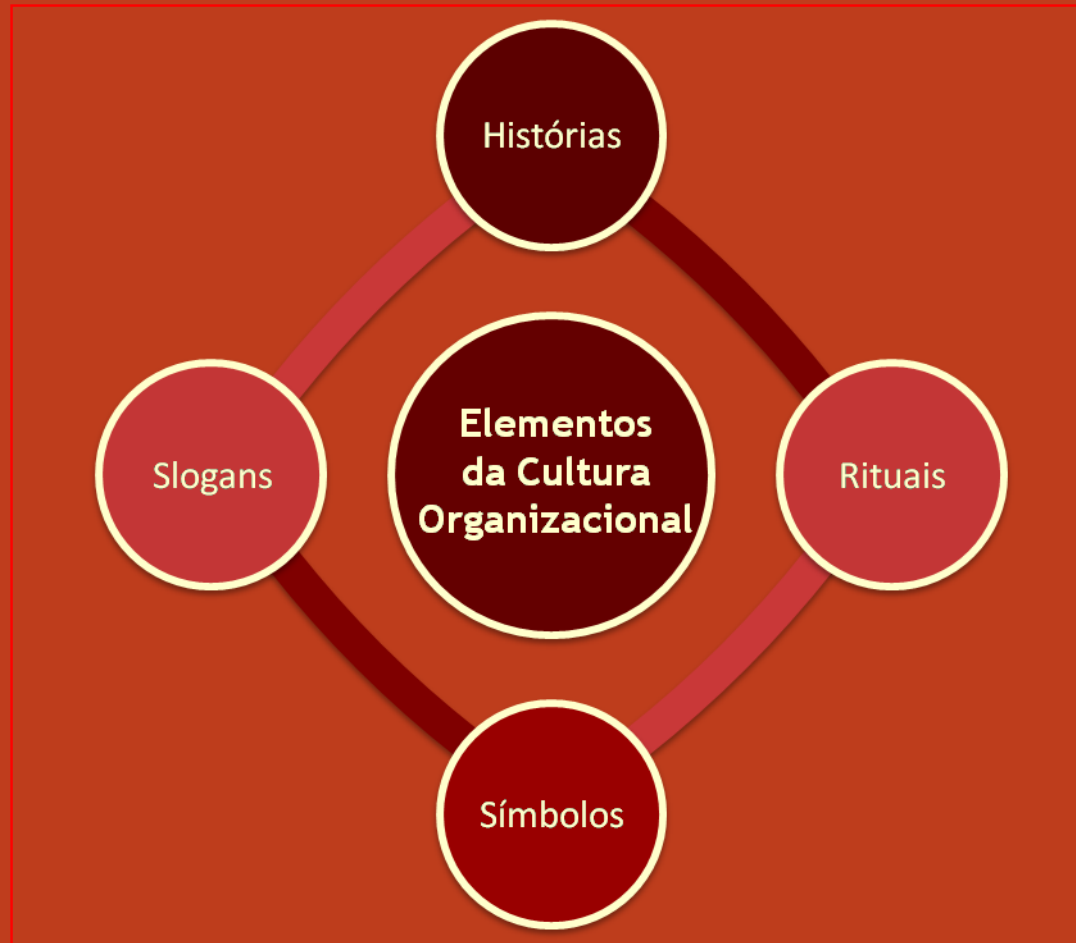 Histórias
Slogans
Elementos
da Cultura
Organizacional
Rituais
Símbolos